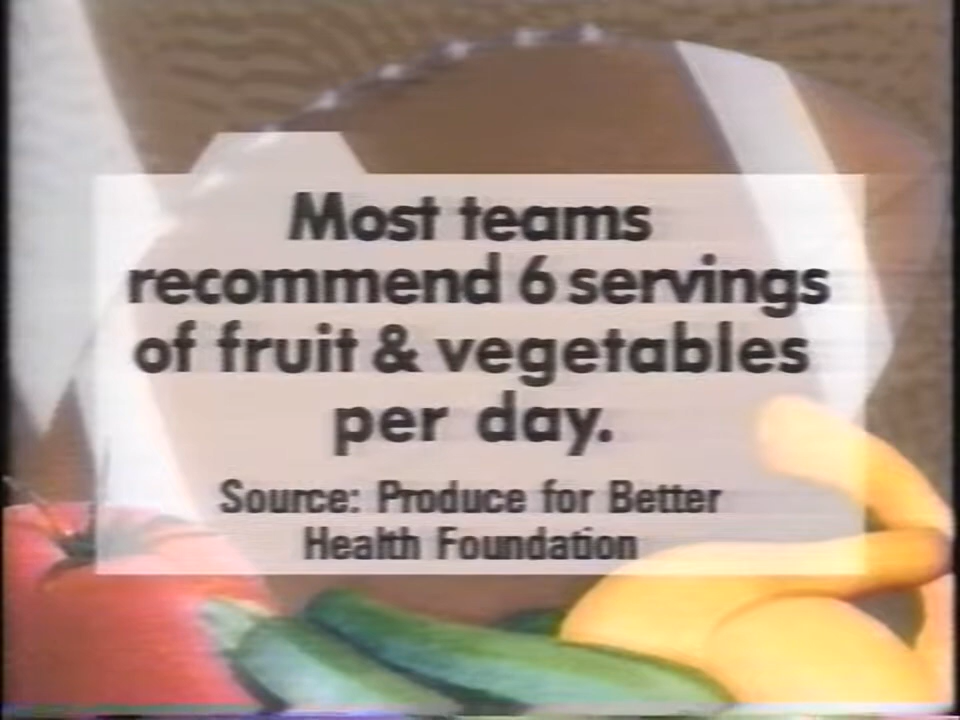 Most teams
recommend 6 servings
of fruit & vegetables
per day.
Source: Produce for Better
Health Foundation